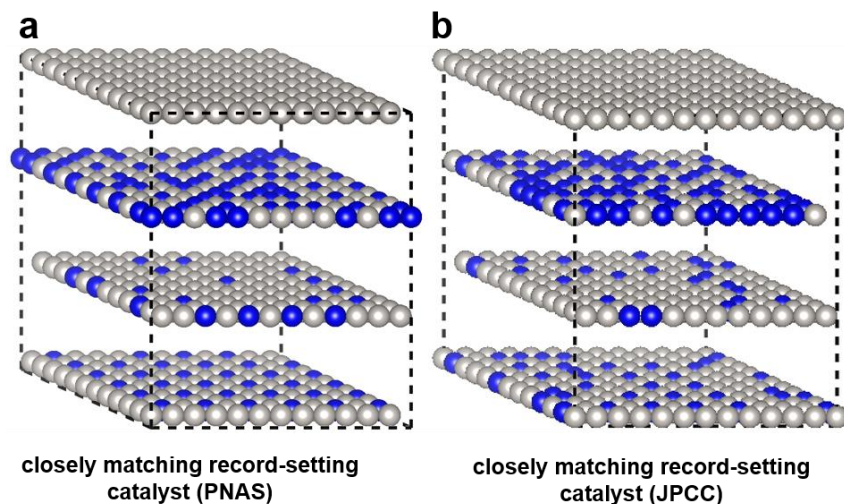 a
b
closely matching record-setting
catalyst (PNAS)
closely matching record-setting
catalyst (JPCC)